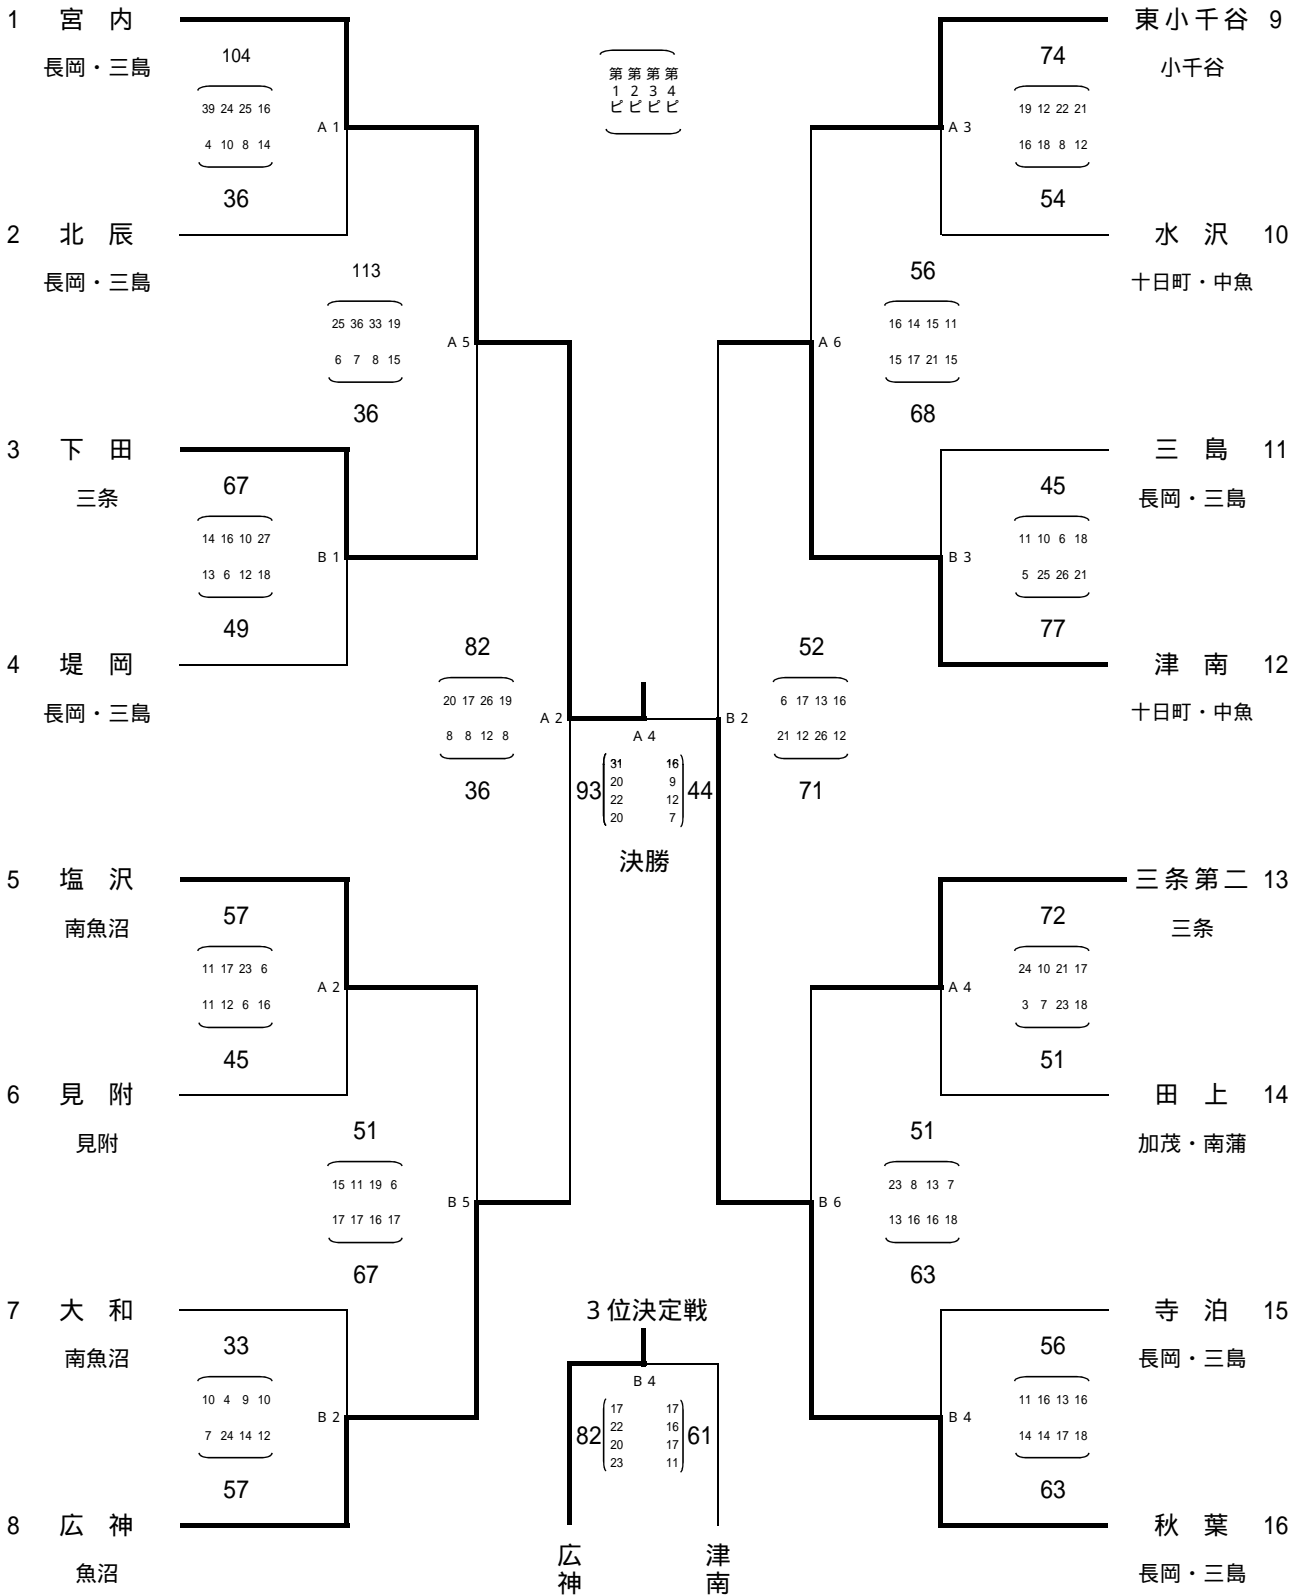 1 宮 内
長岡・三島
104
39 24 25 16
4 10 8 14
36
A 1
2 北 辰
長岡・三島
113
25 36 33 19
6 7 8 15
36
A 5
3 下 田
三条
67
14 16 10 27
13 6 12 18
49
B 1
4 堤 岡
長岡・三島
82
20 17 26 19
8 8 12 8
36
A 2
5 塩 沢
南魚沼
57
11 17 23 6
11 12 6 16
45
A 2
6 見 附
見附
51
15 11 19 6
17 17 16 17
67
B 5
7 大 和
南魚沼
33
10 4 9 10
7 24 14 12
57
B 2
8 広 神
魚沼
第 第 第 第
1 2 3 4
ピ ピ ピ ピ
A 4
93 44
31 16
20 9
22 12
20 7
決勝
3 位決定戦
B 4
82 61
17 17
22 16
20 17
23 11
広神
津南
東小千谷 9
小千谷
74
19 12 22 21
16 18 8 12
54
A 3
水 沢 10
十日町・中魚
56
16 14 15 11
15 17 21 15
68
A 6
三 島 11
長岡・三島
45
11 10 6 18
5 25 26 21
77
B 3
津 南 12
十日町・中魚
52
6 17 13 16
21 12 26 12
71
B 2
三条第二 13
三条
72
24 10 21 17
3 7 23 18
51
A 4
田 上 14
加茂・南蒲
51
23 8 13 7
13 16 16 18
63
B 6
寺 泊 15
長岡・三島
56
11 16 13 16
14 14 17 18
63
B 4
秋 葉 16
長岡・三島